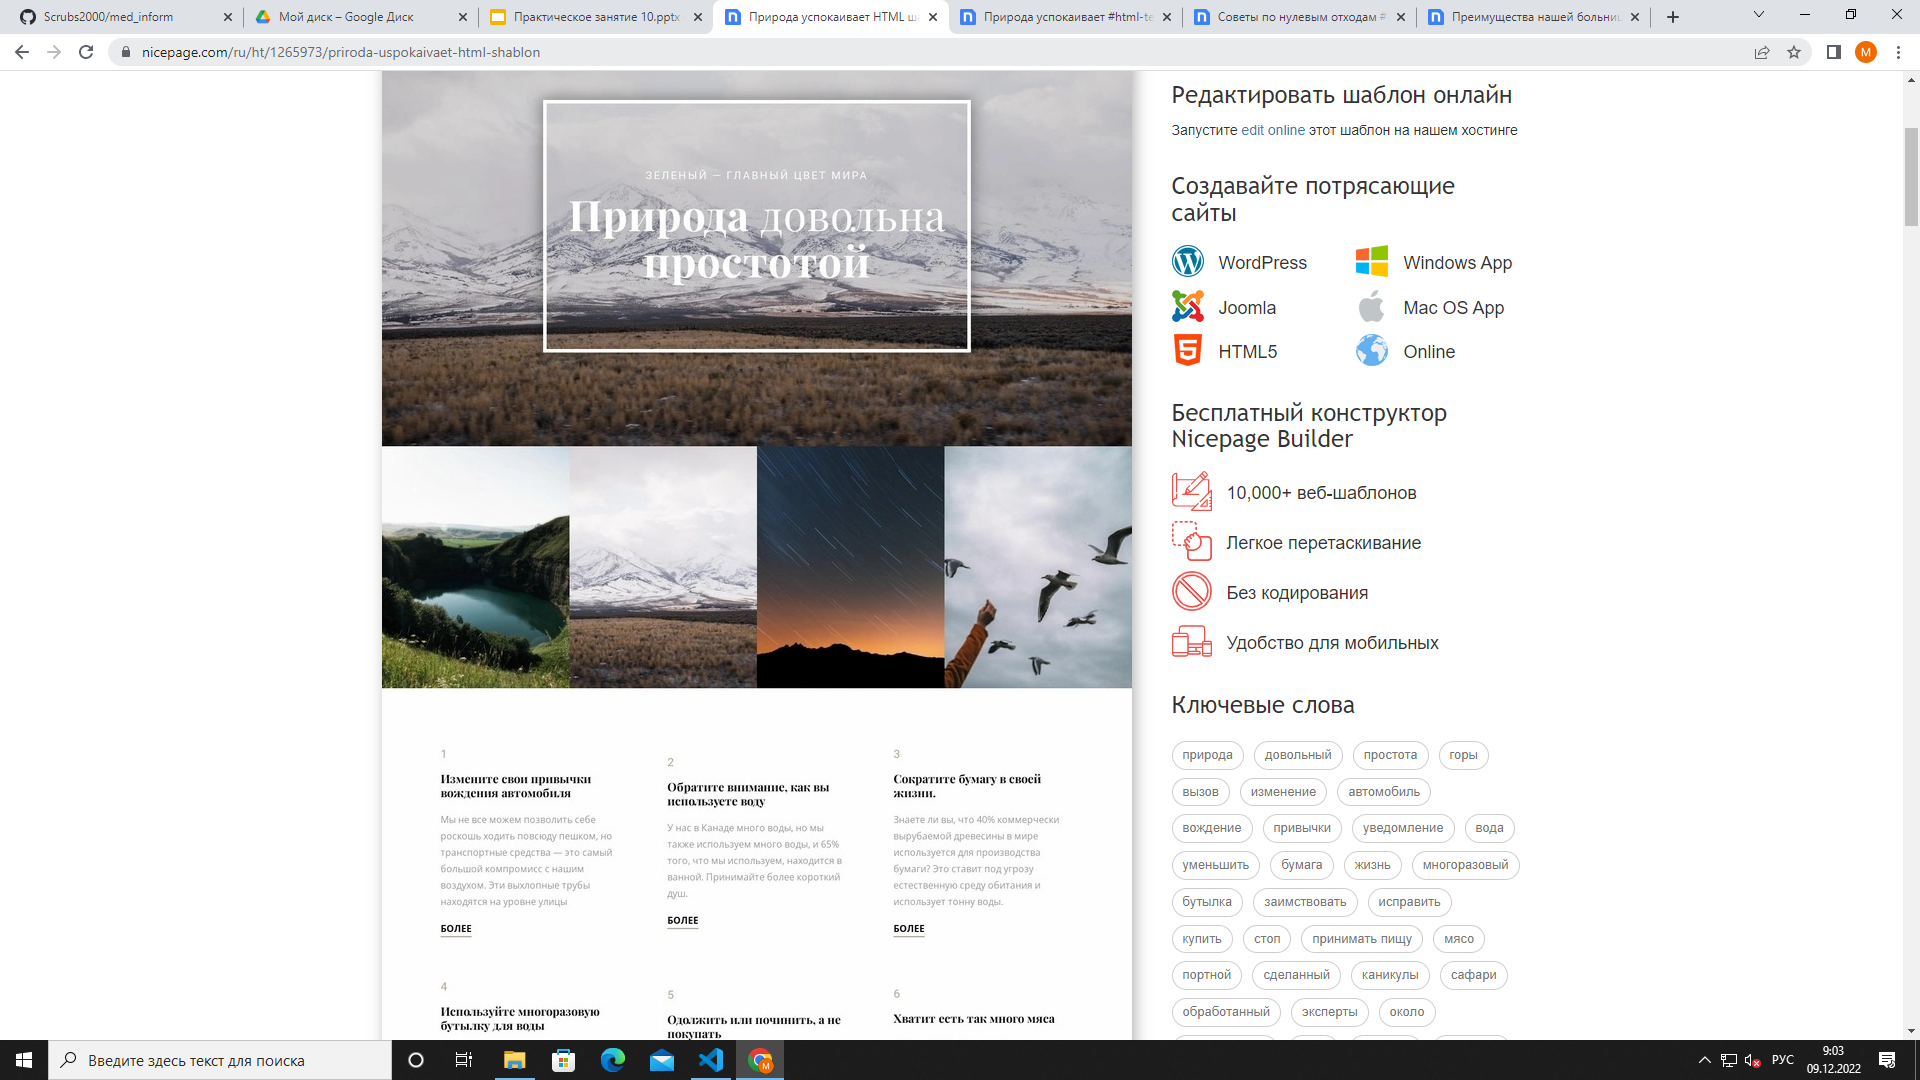 Scrubs2000/med_inform
Мой диск – Google Диск
Практическое занятие 10.pptx
Природа успокаивает HTML ш
Природа успокаивает #html-te
Советы по нулевым отходам #
Преимущества нашей больни
nicepage.com/ru/ht/1265973/priroda-uspokaivaet-html-shablon
M
ЗЕЛЕНЫЙ — ГЛАВНЫЙ ЦВЕТ МИРА
Природа довольна
простотой
1
Измените свои привычки
вождения автомобиля
Мы не все можем позволить себе
роскошь ходить повсюду пешком, но
транспортные средства — это самый
большой компромисс с нашим
воздухом. Эти выхлопные трубы
находятся на уровне улицы
БОЛЕЕ
2
Обратите внимание, как вы
используете воду
У нас в Канаде много воды, но мы
также используем много воды, и 65%
того, что мы используем, находится в
ванной. Принимайте более короткий
душ.
БОЛЕЕ
3
Сократите бумагу в своей
жизни.
Знаете ли вы, что 40% коммерчески
вырубаемой древесины в мире
используется для производства
бумаги? Это ставит под угрозу
естественную среду обитания и
использует тонну воды.
БОЛЕЕ
4
Используйте многоразовую
бутылку для воды
5
Одолжить или починить, а не
покупать
6
Хватит есть так много мяса
Редактировать шаблон онлайн
Запустите edit online этот шаблон на нашем хостинге
Создавайте потрясающие
сайты
WordPress
Windows App
Joomla
Mac OS App
HTML5
Online
Бесплатный конструктор
Nicepage Builder
10,000+ веб-шаблонов
Легкое перетаскивание
Без кодирования
Удобство для мобильных
Ключевые слова
природа довольный простота горы
вызов изменение автомобиль
вождение привычки уведомление вода
уменьшить бумага жизнь многоразовый
бутылка заимствовать исправить
купить стоп принимать пищу мясо
портной сделанный каникулы сафари
обработанный эксперты около
Введите здесь текст для поиска
M
РУС
9:03
09.12.2022